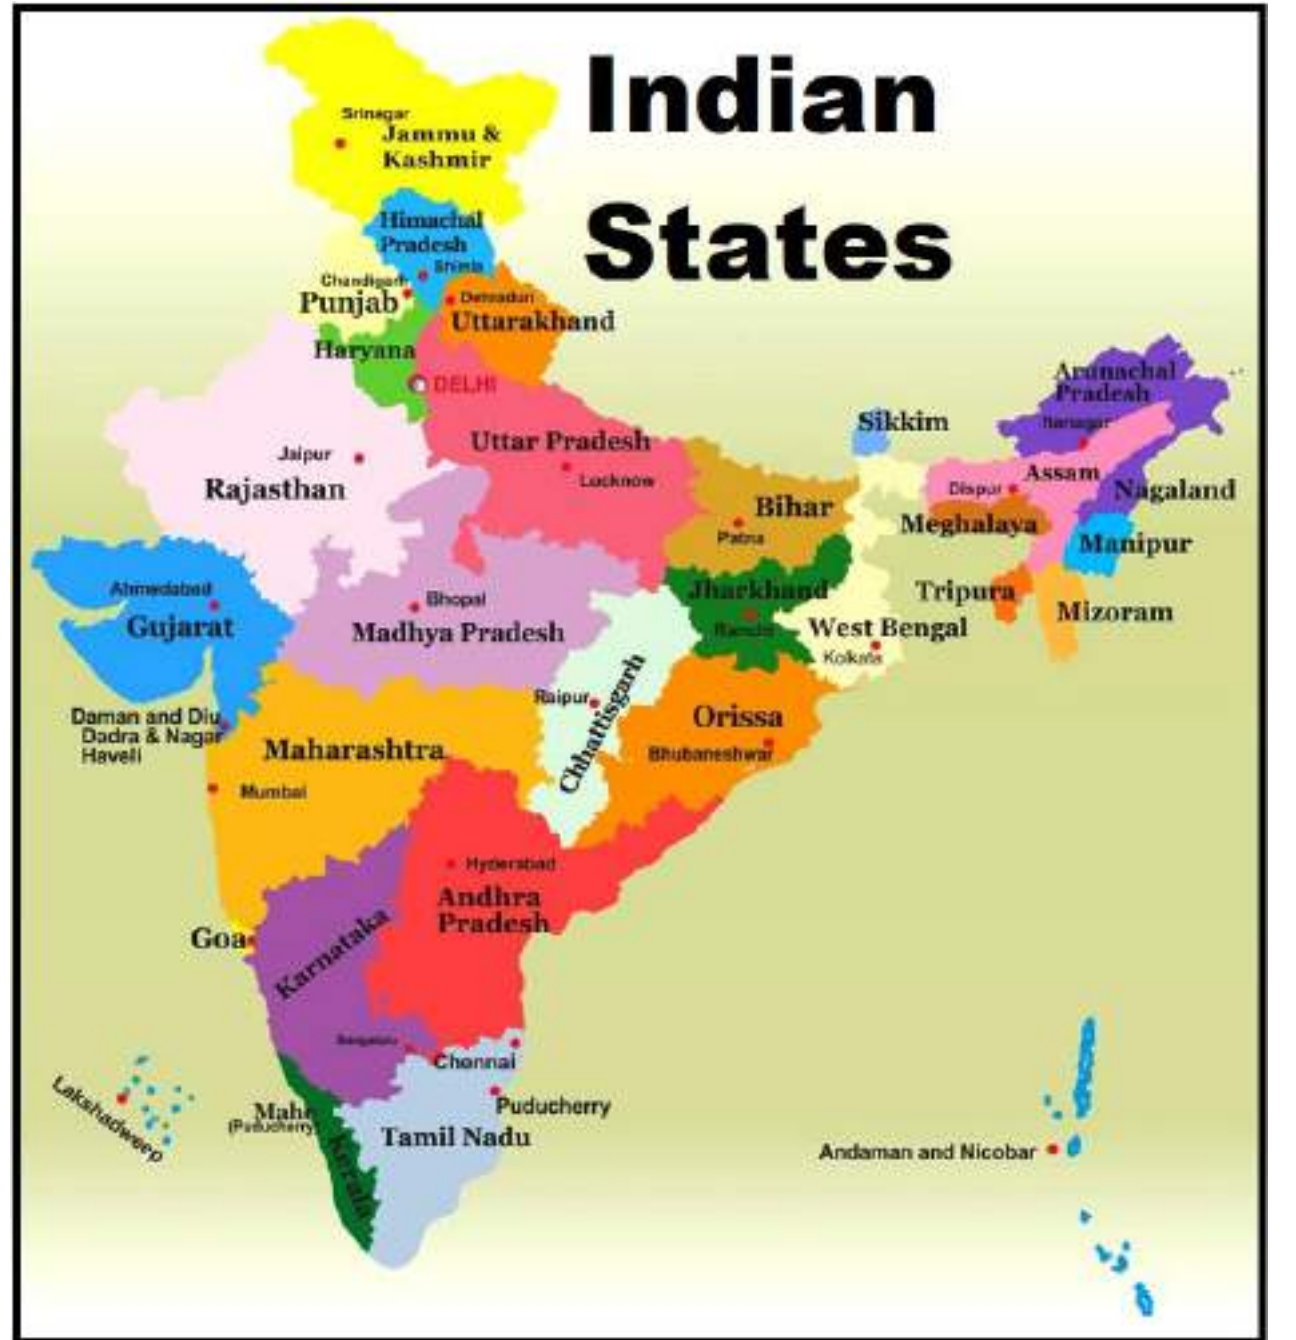 Indian
States
Srinagar
Jammu &
Kashmir
Himachal
Pradesh
Shimla
Chandigarh
Punjab
Dehradun
Uttarakhand
Haryana
DELHI
Arunachal
Pradesh
Itanagar
Sikkim
Uttar Pradesh
Jaipur
Lucknow
Rajasthan
Assam
Dispur
Nagaland
Bihar
Patna
Meghalaya
Manipur
Ahmedabad
Gujarat
Bhopal
Madhya Pradesh
Jharkhand
Ranchi
Tripura
Mizoram
West Bengal
Kolkata
Raipur
Chhattisgarh
Orissa
Bhubaneshwar
Daman and Diu
Dadra & Nagar
Haveli
Maharashtra
Mumbai
Hyderabad
Andhra
Pradesh
Goa
Karnataka
Bengaluru
Chennai
Lakshadweep
Mahe
(Puducherry)
Puducherry
Tamil Nadu
Kerala
Andaman and Nicobar